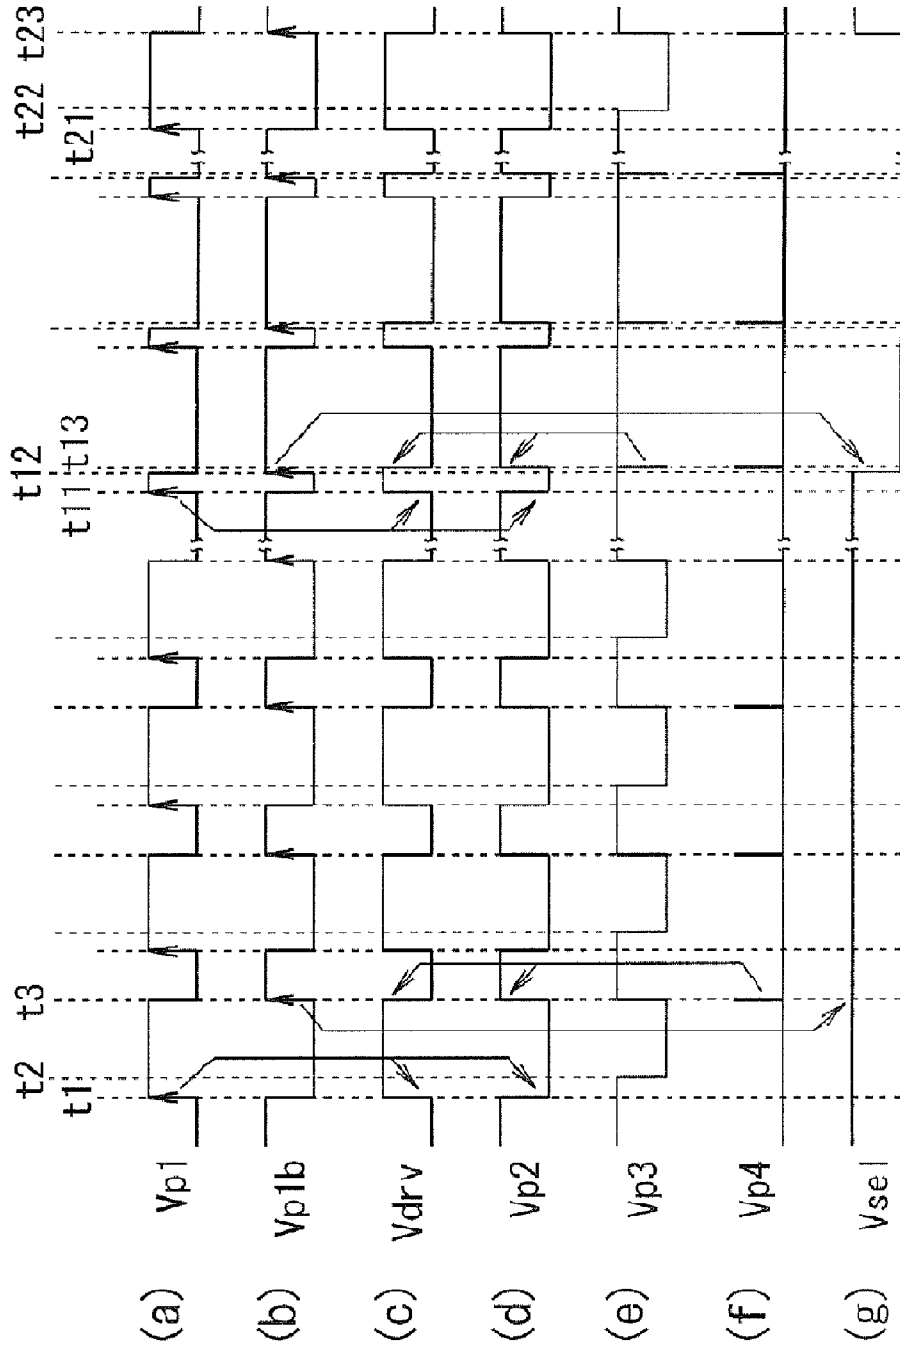 t1
t2
t3
t11
t12
t13
t21
t22
t23
(a) Vp1
(b) Vp1b
(c) Vdrv
(d) Vp2
(e) Vp3
(f) Vp4
(g) Vsel